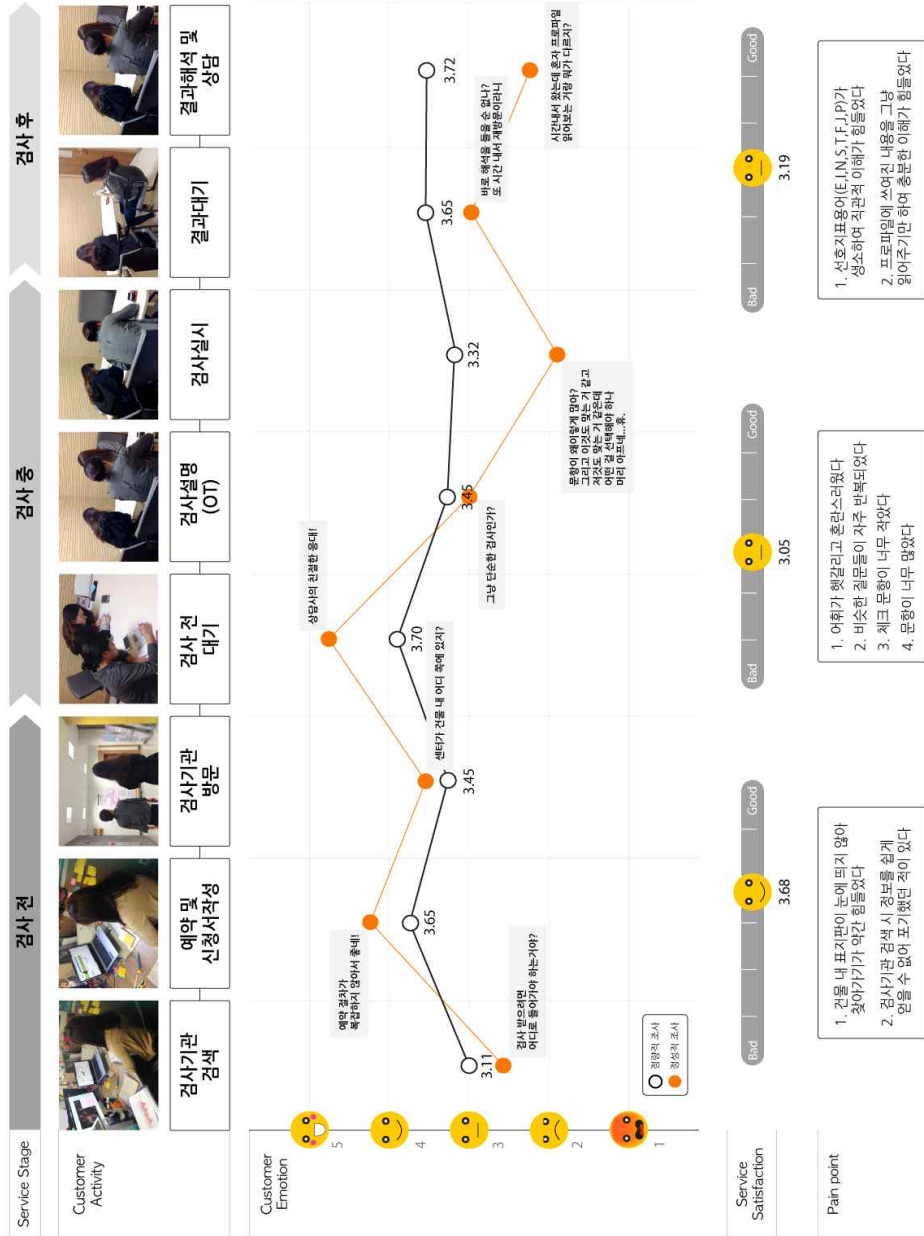 Service Stage
검사 전
검사 중
검사 후
Customer
Activity
검사기관
검색
예약 및
신청서작성
검사기관
방문
검사 전
대기
검사설명
(OT)
검사실시
결과대기
결과해석 및
상담
Customer
Emotion
5
4
3
2
1
정량적 조사
정성적 조사
3.11
3.65
3.45
3.70
3.45
3.32
3.65
3.72
검사 받으려면
어디로 들어가야 하는거야?
예약 절차가
복잡하지 않아서 좋네!
센터가 건물 내 어디 쪽에 있지?
상담사의 친절한 응대!
그냥 단순한 검사인가?
문항이 왜이렇게 많아?
그리고 이것도 맞는 거 같고
저것도 맞는 거 같은데
어떤 걸 선택해야 하나
머리 아프네...휴.
바로 해석을 들을 순 없나?
또 시간 내서 재방문이라니
시간내서 왔는데 혼자 프로파일
읽어보는 거랑 뭐가 다르지?
Service
Satisfaction
Bad
Good
3.68
Bad
Good
3.05
Bad
Good
3.19
Pain point
1. 건물 내 표지판이 눈에 띄지 않아
찾아가기가 약간 힘들었다
2. 검사기관 검색 시 정보를 쉽게
얻을 수 없어 포기했던 적이 있다
1. 어휘가 헷갈리고 혼란스러웠다
2. 비슷한 질문들이 자주 반복되었다
3. 체크 문항이 너무 작았다
4. 문항이 너무 많았다
1. 선호지표용어(E,I,N,S,T,F,J,P)가
생소하여 직관적 이해가 힘들었다
2. 프로파일에 쓰여진 내용을 그냥
읽어주기만 하여 충분한 이해가 힘들었다